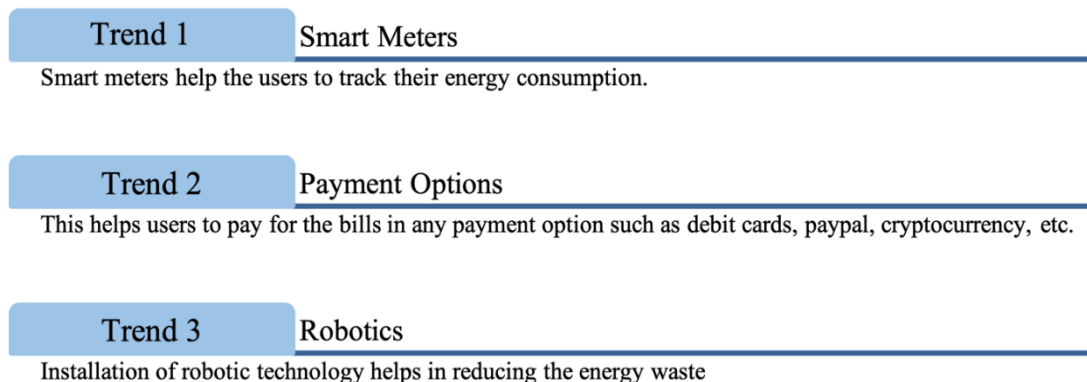 Trend 1
Smart Meters
Smart meters help the users to track their energy consumption.
Trend 2
Payment Options
This helps users to pay for the bills in any payment option such as debit cards, paypal, cryptocurrency, etc.
Trend 3
Robotics
Installation of robotic technology helps in reducing the energy waste